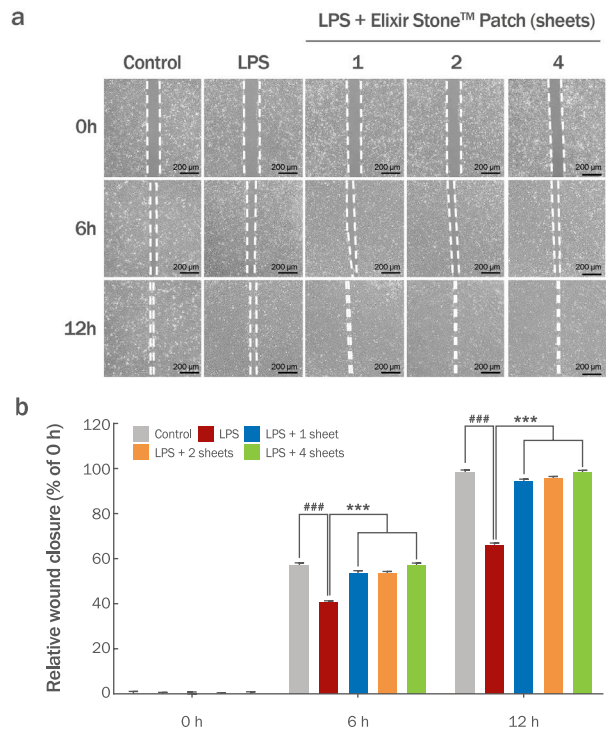 a
LPS + Elixir Stone™ Patch (sheets)
Control LPS 1 2 4
0h
200 µm 200 µm 200 µm 200 µm 200 µm
6h
200 µm 200 µm 200 µm 200 µm 200 µm
12h
200 µm 200 µm 200 µm 200 µm 200 µm
b
Relative wound closure (% of 0 h)
120
100
80
60
40
20
0
Control LPS LPS + 1 sheet
LPS + 2 sheets LPS + 4 sheets
### ***
### ***
0 h 6 h 12 h